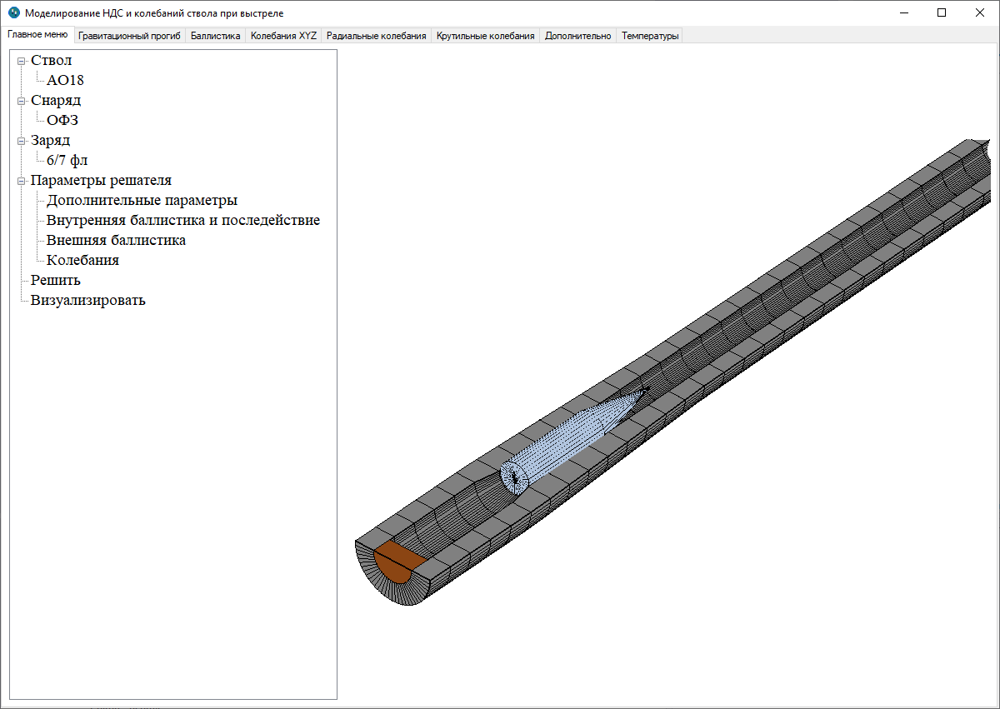 Моделирование НДС и колебаний ствола при выстреле
Главное меню Гравитационный прогиб Баллистика Колебания XYZ Радиальные колебания Крутильные колебания Дополнительно Температуры
Ствол
АО18
Снаряд
ОФЗ
Заряд
6/7 фл
Параметры решателя
Дополнительные параметры
Внутренняя баллистика и последействие
Внешняя баллистика
Колебания
Решить
Визуализировать